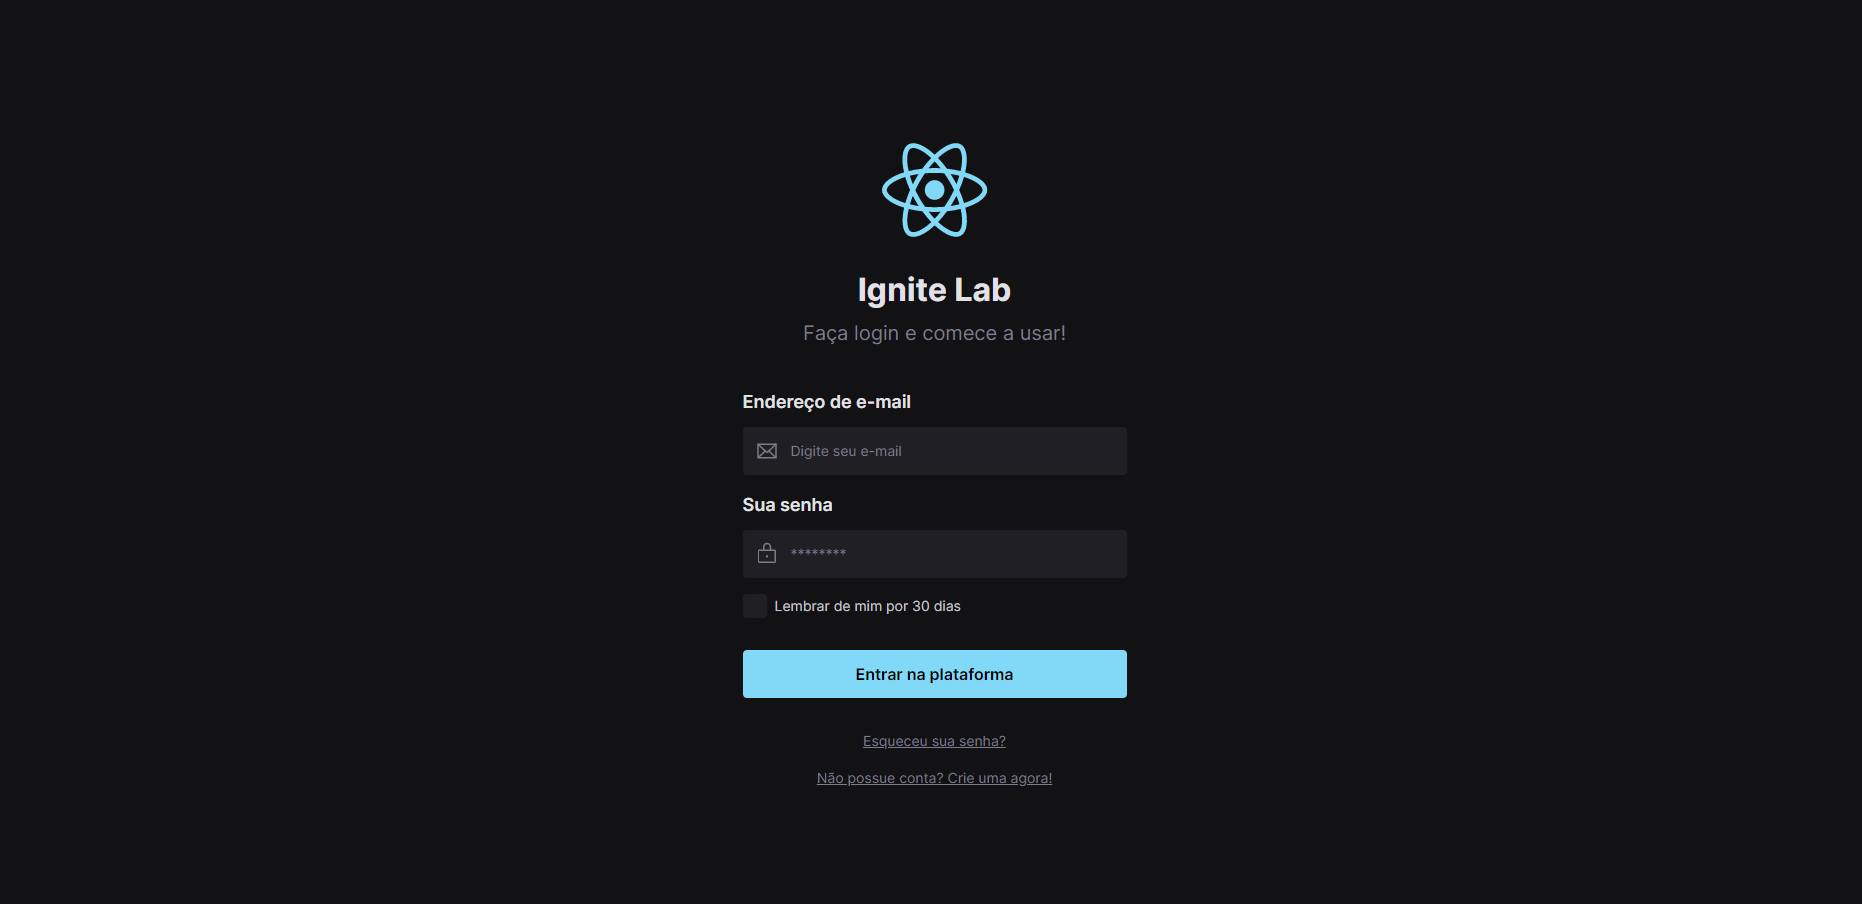 Ignite Lab
Faça login e comece a usar!
Endereço de e-mail
Digite seu e-mail
Sua senha
********
Lembrar de mim por 30 dias
Entrar na plataforma
Esqueceu sua senha?
Não possue conta? Crie uma agora!